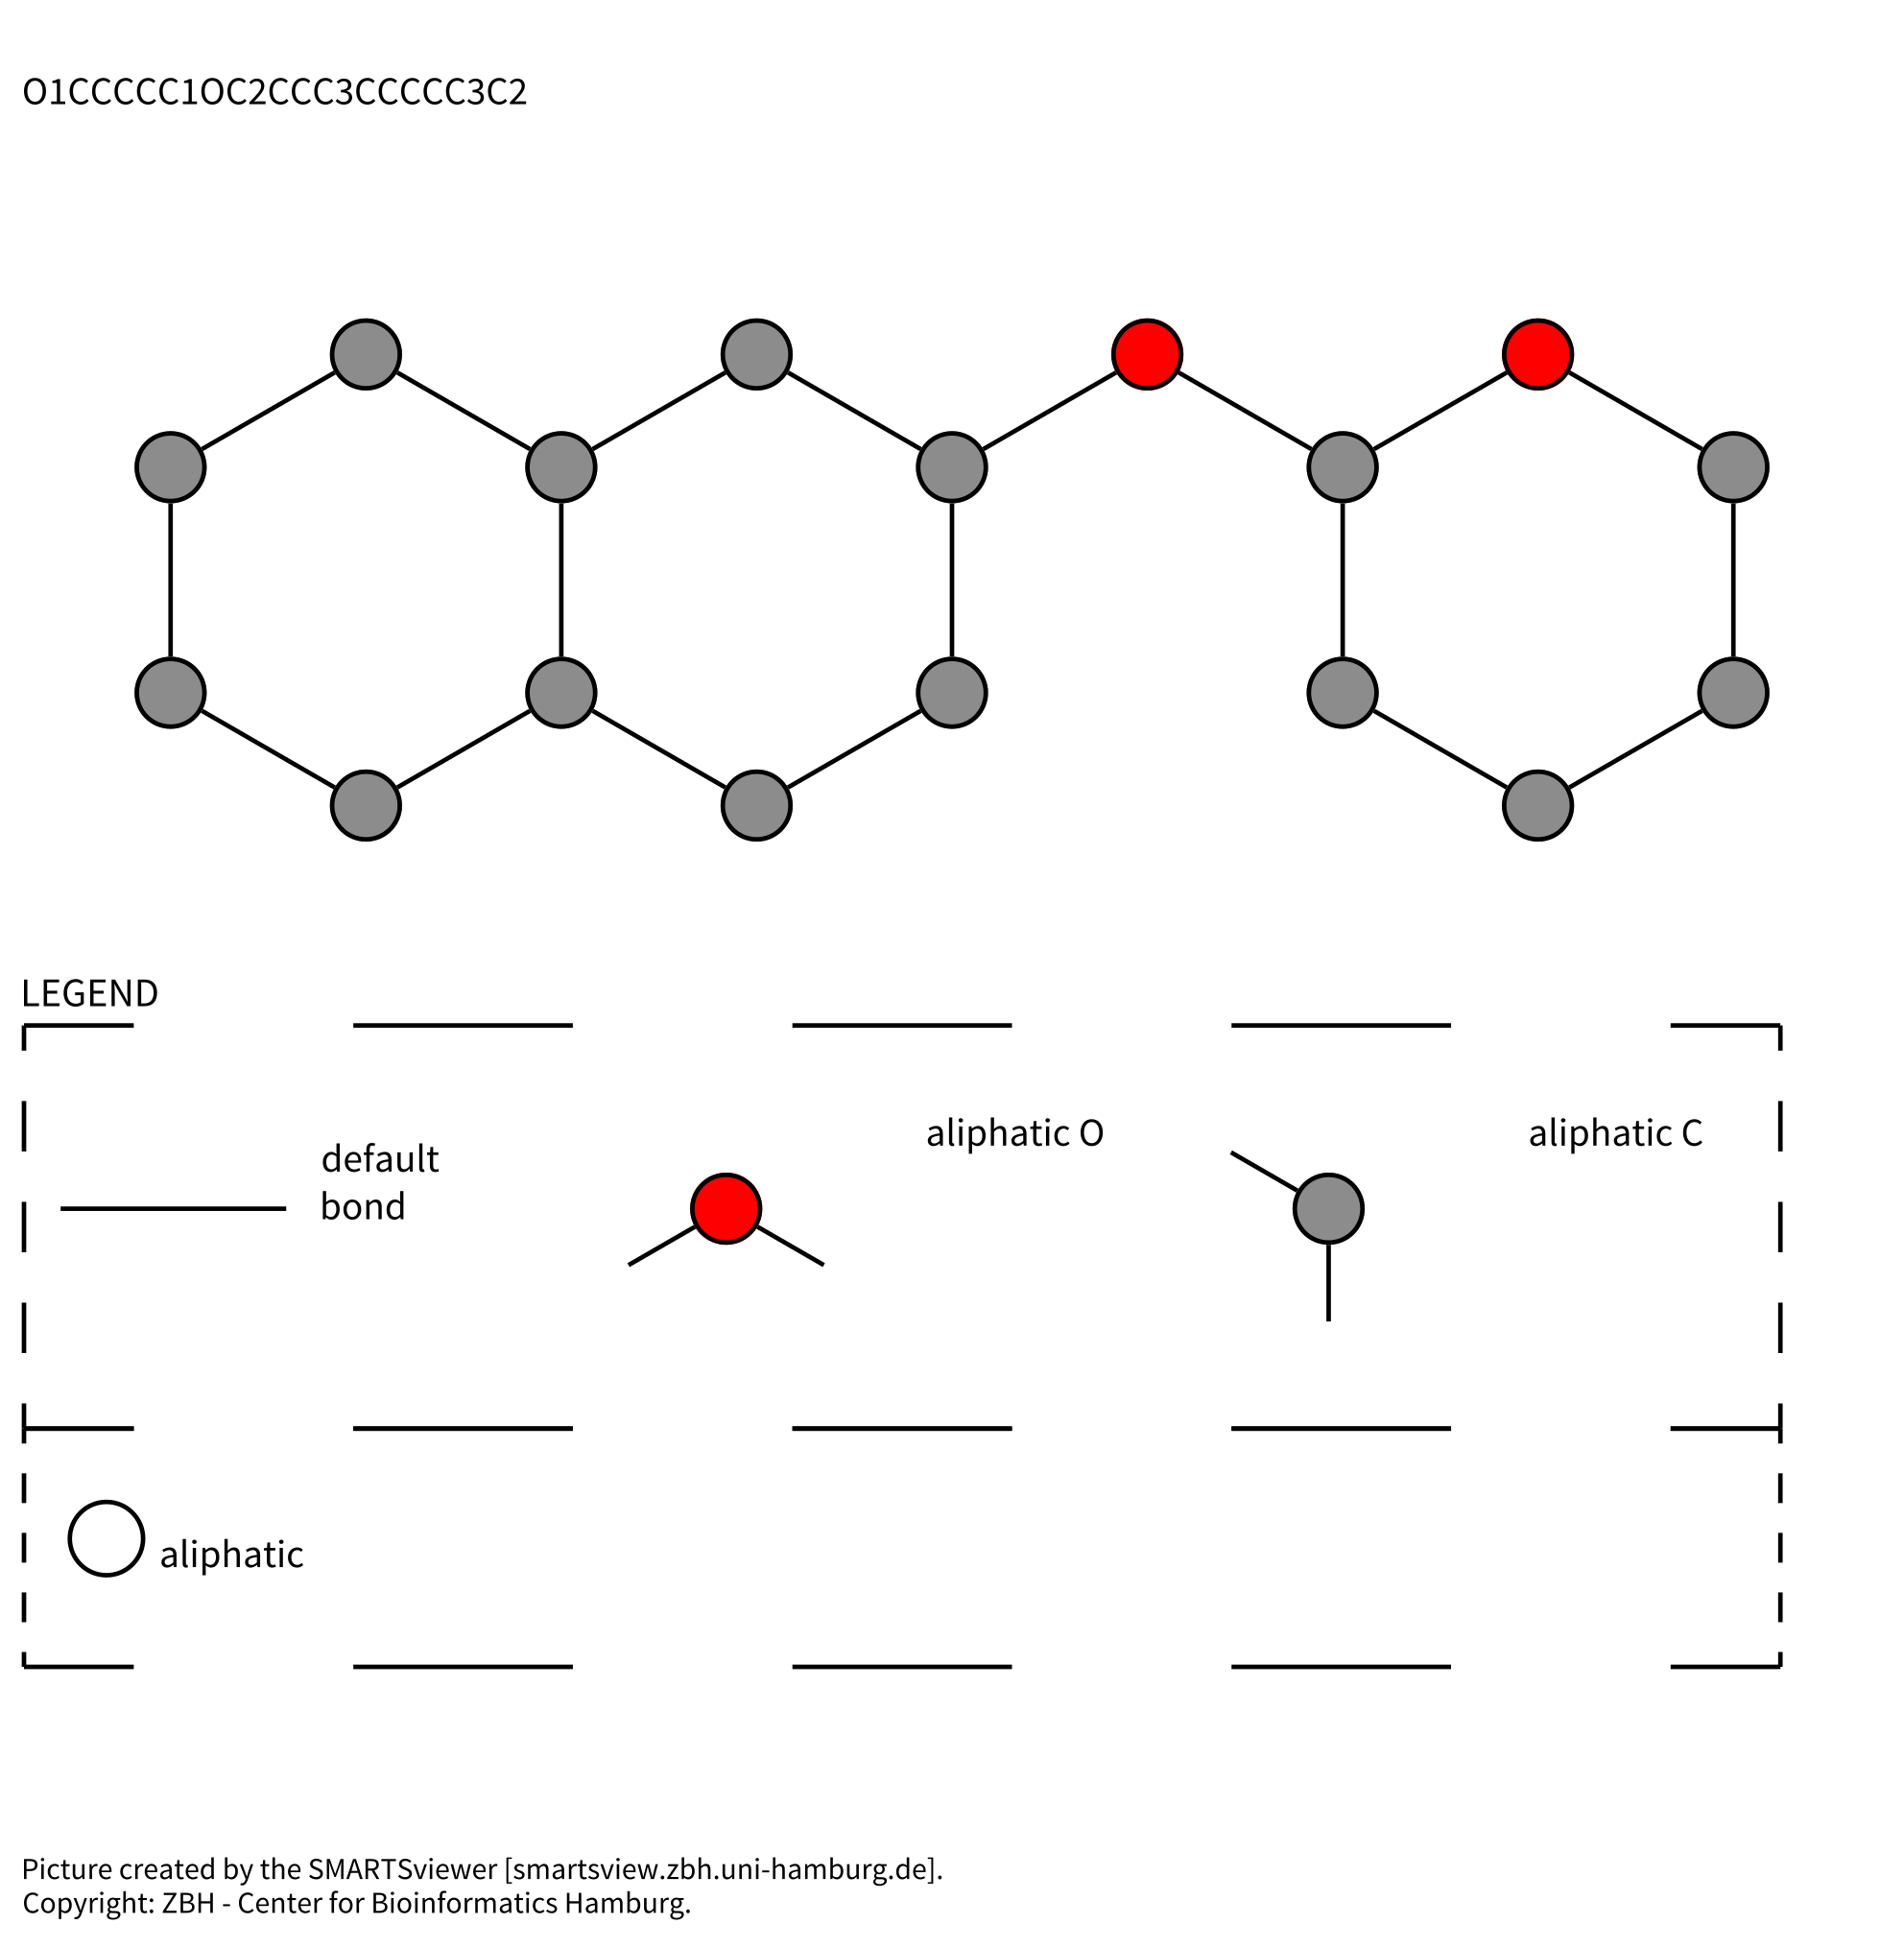 O1CCCCC1OC2CCC3CCCCC3C2
LEGEND
default
bond
aliphatic O
aliphatic C
aliphatic
Picture created by the SMARTSviewer [smartsview.zbh.uni-hamburg.de].
Copyright: ZBH - Center for Bioinformatics Hamburg.